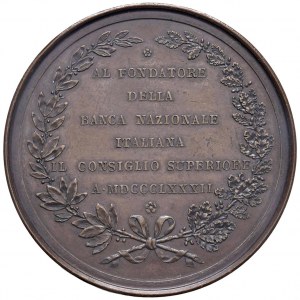 AL FONDATORE
DELLA
BANCA NAZIONALE
ITALIANA
IL CONSIGLIO SUPERIORE
A·MDCCCLXXXII